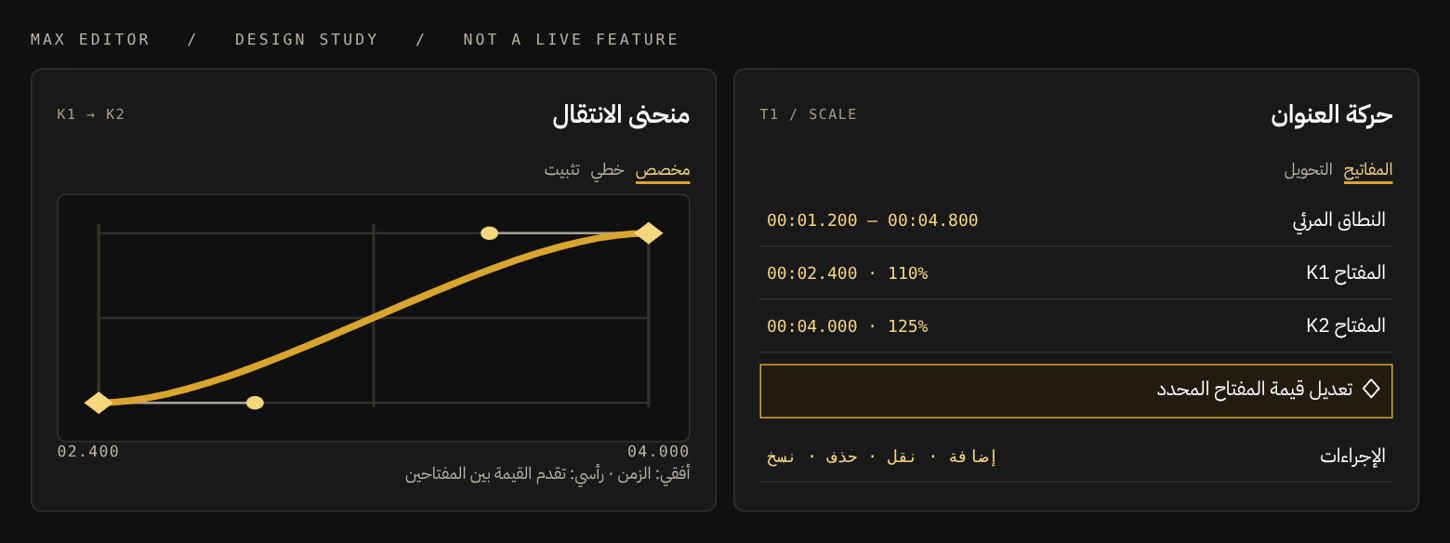 MAX EDITOR / DESIGN STUDY / NOT A LIVE FEATURE
حركة العنوان
T1 / SCALE
المفاتيح التحويل
النطاق المرئي 00:01.200 — 00:04.800
المفتاح K1 00:02.400 · 110%
المفتاح K2 00:04.000 · 125%
◇ تعديل قيمة المفتاح المحدد
الإجراءات إضافة · نقل · حذف · نسخ
منحنى الانتقال
K1 → K2
مخصص خطي تثبيت
02.400 04.000
أفقي: الزمن · رأسي: تقدم القيمة بين المفتاحين